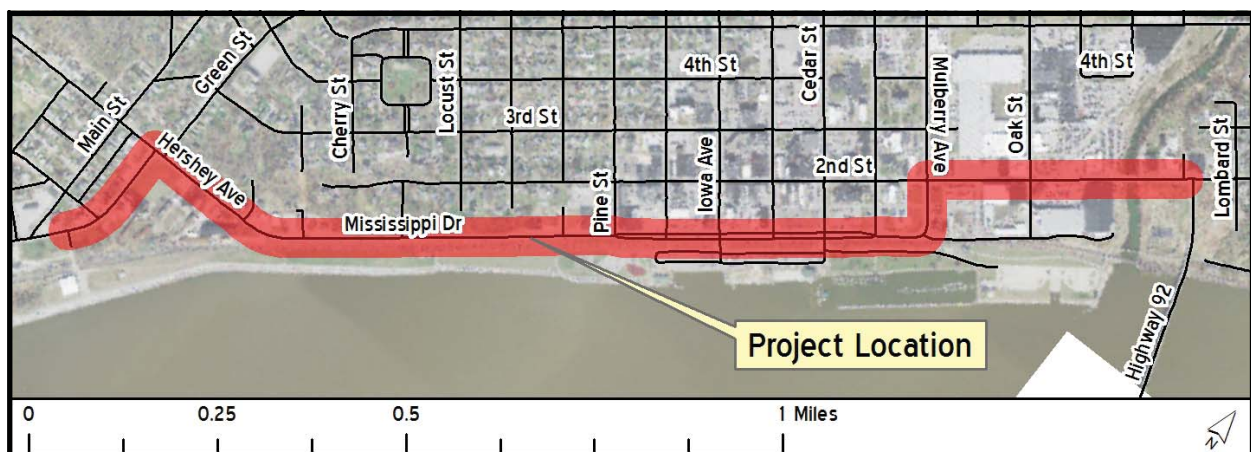 Main St
Green St
Hershey Ave
Cherry St
Locust St
3rd St
4th St
Cedar St
Mulberry Ave
Oak St
4th St
Lombard St
Pine St
Iowa Ave
2nd St
Mississippi Dr
Project Location
Highway 92
0 0.25 0.5 1 Miles
N